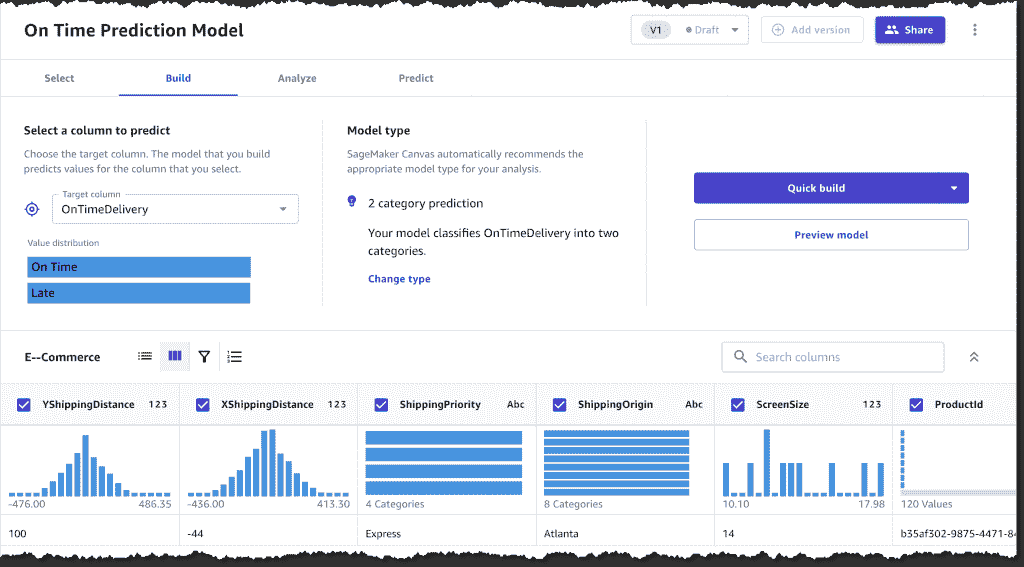 On Time Prediction Model
V1 Draft
Add version
Share
Select
Build
Analyze
Predict
Select a column to predict
Choose the target column. The model that you build
predicts values for the column that you select.
Target column
OnTimeDelivery
Value distribution
On Time
Late
Model type
SageMaker Canvas automatically recommends the
appropriate model type for your analysis.
2 category prediction
Your model classifies OnTimeDelivery into two
categories.
Change type
Quick build
Preview model
E--Commerce
Search columns
YShippingDistance 123
XShippingDistance 123
ShippingPriority Abc
ShippingOrigin Abc
ScreenSize 123
ProductId
-476.00 486.35
-436.00 413.30
4 Categories
8 Categories
10.10 17.98
120 Values
100
-44
Express
Atlanta
14
b35af302-9875-4471-84